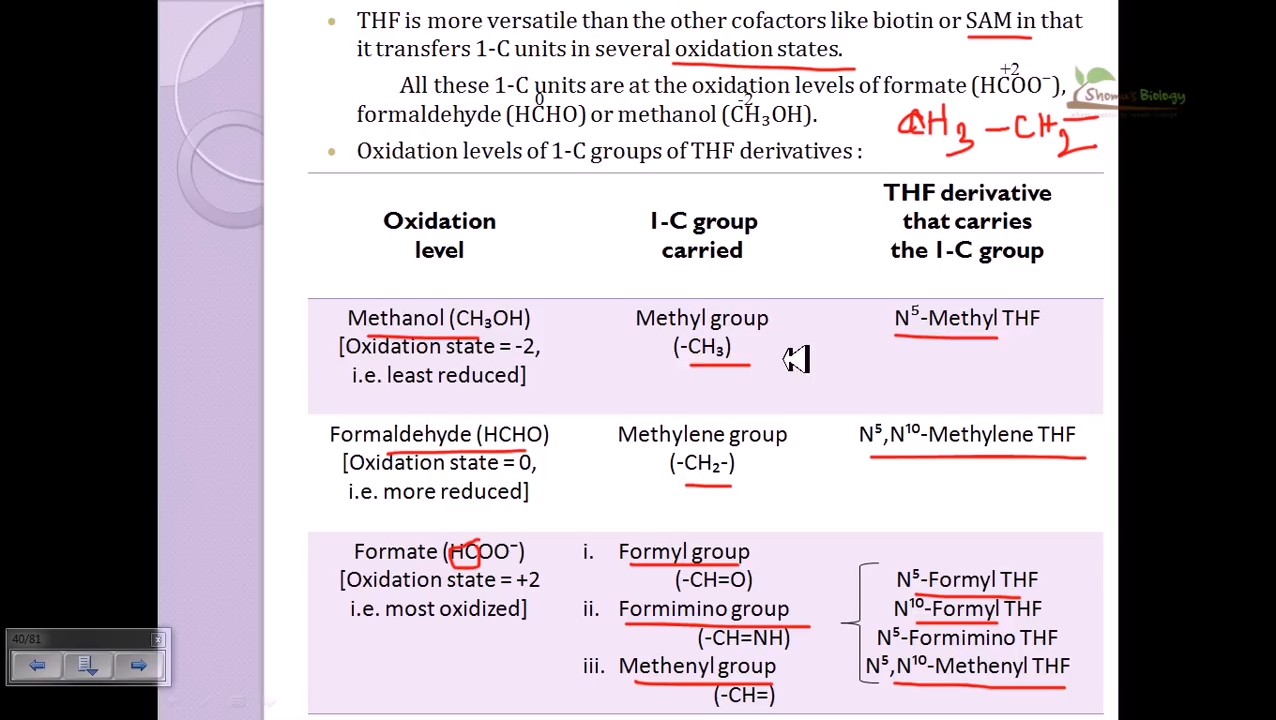 • THF is more versatile than the other cofactors like biotin or SAM in that
it transfers 1-C units in several oxidation states.
+2
All these 1-C units are at the oxidation levels of formate (HCOO⁻),
0 -2
formaldehyde (HCHO) or methanol (CH₃OH).
Shomu's Biology
CH₃-CH₂-
• Oxidation levels of 1-C groups of THF derivatives :
Oxidation level
1-C group carried
THF derivative that carries the 1-C group
Methanol (CH₃OH) Methyl group N⁵-Methyl THF
[Oxidation state = -2, (-CH₃)
i.e. least reduced]
Formaldehyde (HCHO) Methylene group N⁵,N¹⁰-Methylene THF
[Oxidation state = 0, (-CH₂-)
i.e. more reduced]
Formate (HCOO⁻) i. Formyl group
[Oxidation state = +2 (-CH=O) N⁵-Formyl THF
i.e. most oxidized] ii. Formimino group N¹⁰-Formyl THF
(-CH=NH) N⁵-Formimino THF
iii. Methenyl group N⁵,N¹⁰-Methenyl THF
(-CH=)
40/81